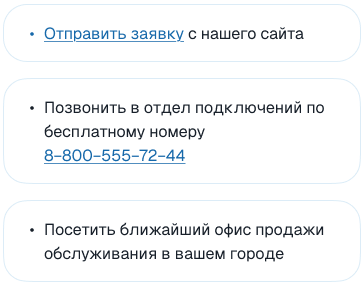 • Отправить заявку с нашего сайта
• Позвонить в отдел подключений по
бесплатному номеру
8-800-555-72-44
• Посетить ближайший офис продажи
обслуживания в вашем городе